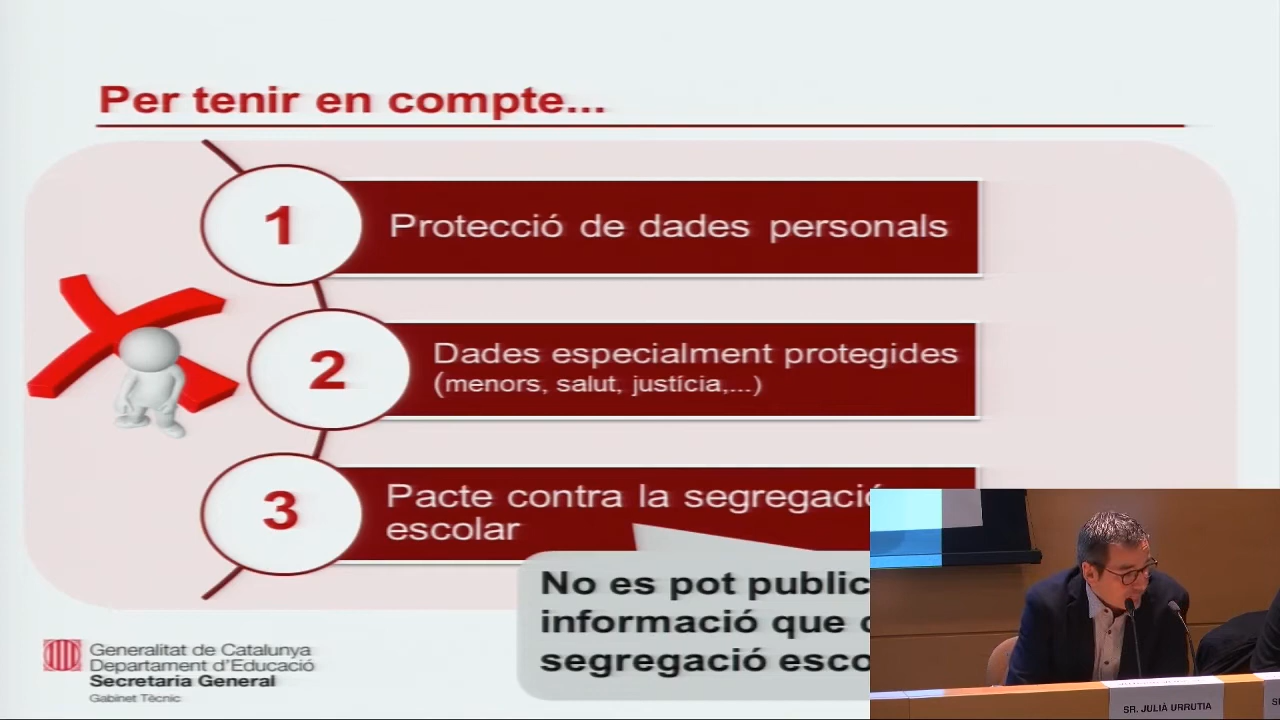 Per tenir en compte...
1
Protecció de dades personals
2
Dades especialment protegides
(menors, salut, justícia,...)
3
Pacte contra la segregació
escolar
No es pot public
informació que
segregació esco
Generalitat de Catalunya
Departament d'Educació
Secretaria General
Gabinet Tècnic
SR. JULIÀ URRUTIA